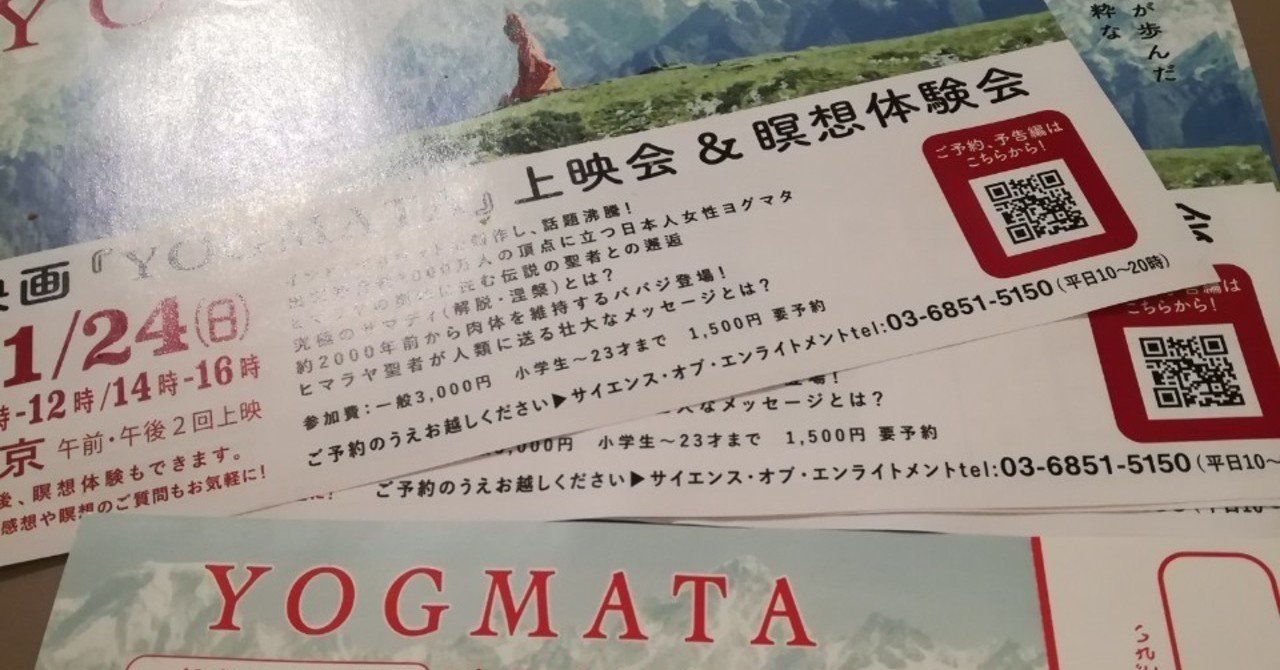 YO
が歩んだ
粋な
映画『YOGMATA』上映会 & 瞑想体験会
1/24(日)
時-12時/14時-16時
京 午前・午後2回上映
後、瞑想体験もできます。
感想や瞑想のご質問もお気軽に!
し、話題沸騰!
万人の頂点に立つ日本人女性ヨグマタ
む伝説の聖者との邂逅
究極のサマディ(解脱・涅槃)とは?
約2000年前から肉体を維持するババジ登場!
ヒマラヤ聖者が人類に送る壮大なメッセージとは?
参加費:一般3,000円 小学生〜23才まで 1,500円 要予約
ご予約のうえお越しください▶サイエンス・オブ・エンライトメントtel:03-6851-5150(平日10〜20時)
ご予約、予告編は
こちらから!
告編は
こちらから!
場!
大なメッセージとは?
,000円 小学生〜23才まで 1,500円 要予約
ご予約のうえお越しください▶サイエンス・オブ・エンライトメントtel:03-6851-5150(平日10〜
YOGMATA